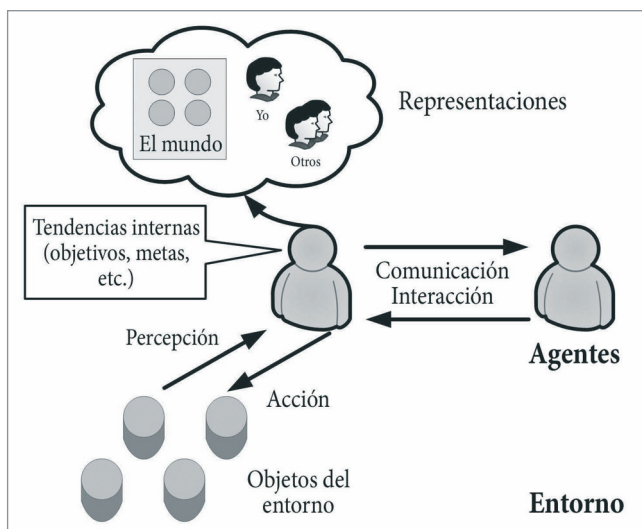 Representaciones
El mundo
Yo
Otros
Tendencias internas
(objetivos, metas,
etc.)
Comunicación
Interacción
Agentes
Percepción
Acción
Objetos del
entorno
Entorno